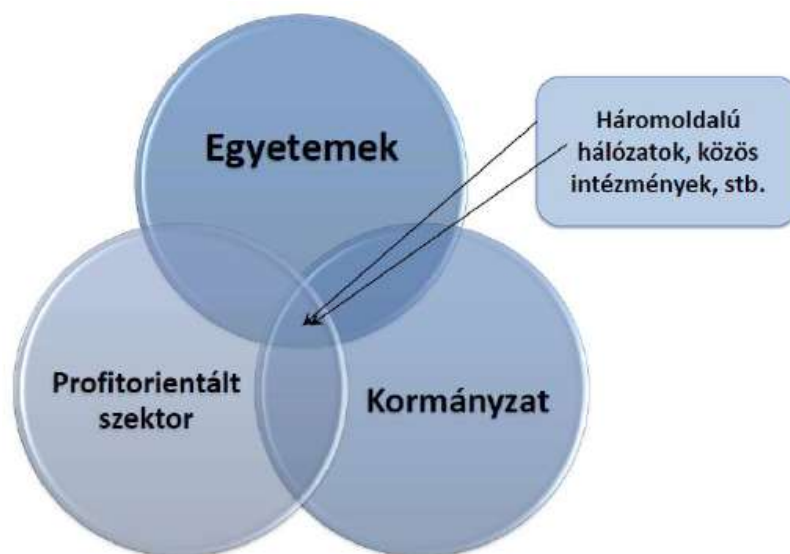 Egyetemek
Háromoldalú
hálózatok, közös
intézmények, stb.
Profitorientált
szektor
Kormányzat